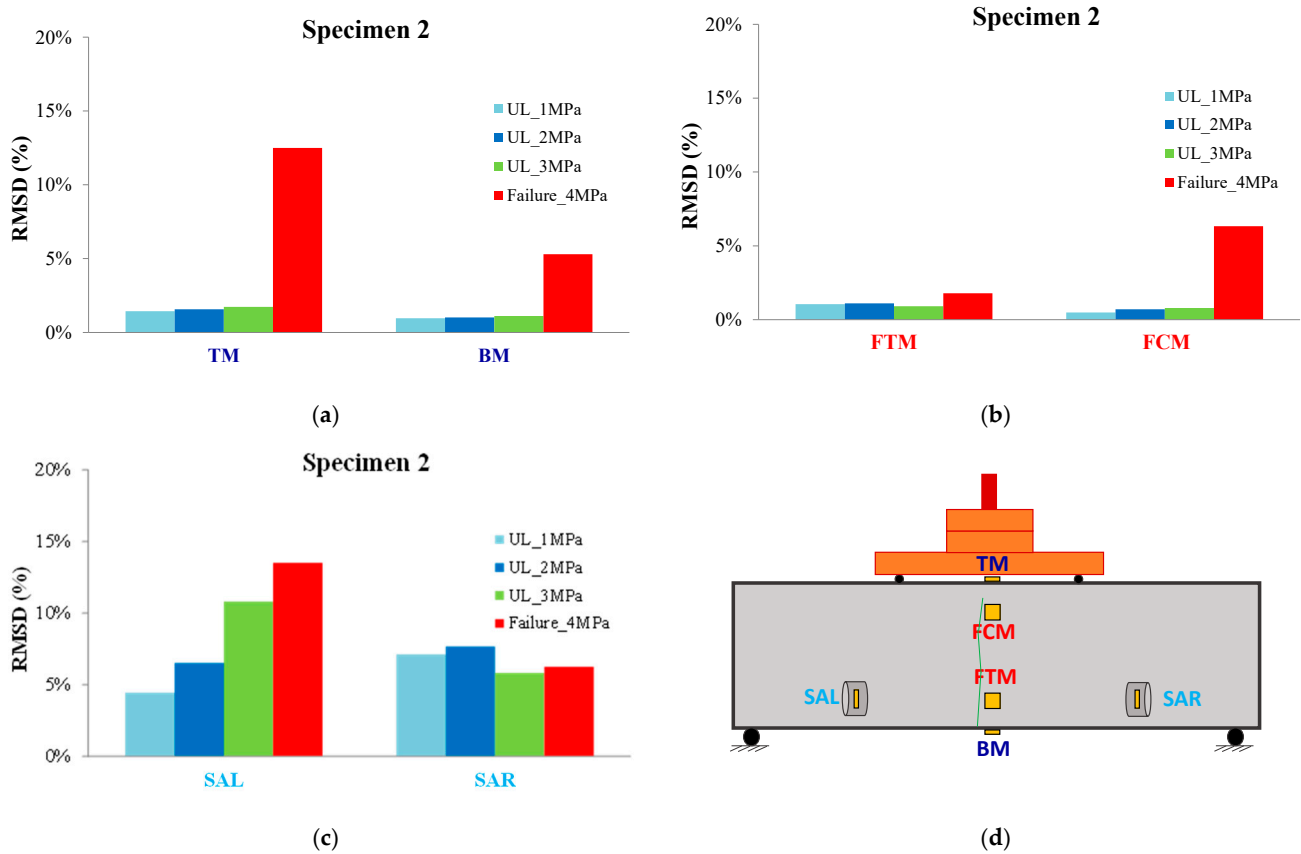 Specimen 2
20%
15%
10%
5%
0%
RMSD (%)
UL_1MPa
UL_2MPa
UL_3MPa
Failure_4MPa
TM
BM
(a)
Specimen 2
20%
15%
10%
5%
0%
RMSD (%)
UL_1MPa
UL_2MPa
UL_3MPa
Failure_4MPa
FTM
FCM
(b)
Specimen 2
20%
15%
10%
5%
0%
RMSD (%)
UL_1MPa
UL_2MPa
UL_3MPa
Failure_4MPa
SAL
SAR
(c)
TM
FCM
FTM
SAL
SAR
BM
(d)